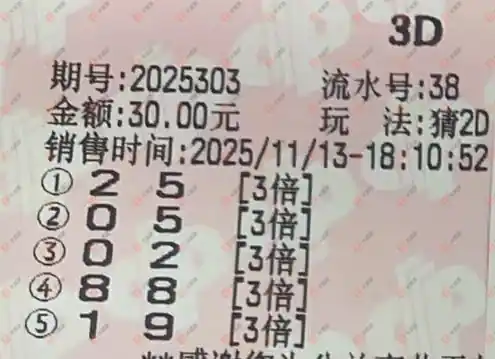 3D
期号:2025303 流水号:38
金额:30.00元 玩 法:猜2D
销售时间:2025/11/13-18:10:52
① 2 5 [3倍]
② 0 5 [3倍]
③ 0 2 [3倍]
④ 8 8 [3倍]
⑤ 1 9 [3倍]